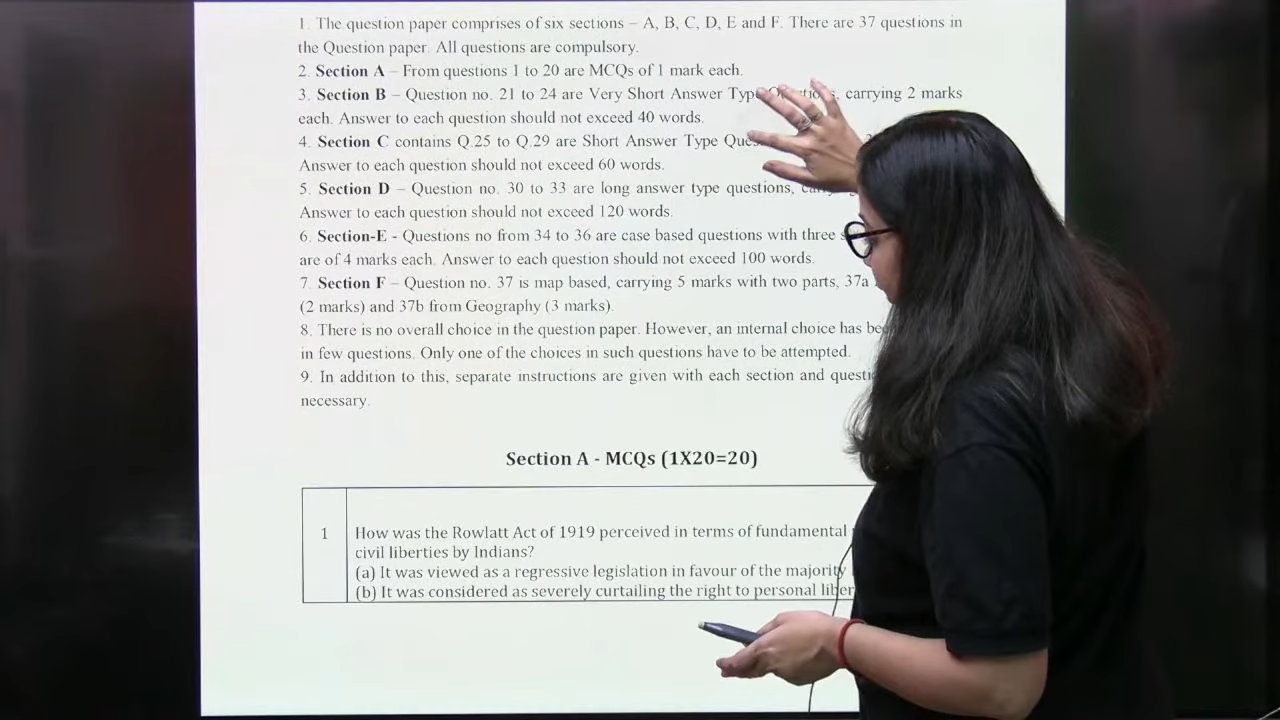 1. The question paper comprises of six sections – A, B, C, D, E and F. There are 37 questions in
the Question paper. All questions are compulsory.
2. Section A – From questions 1 to 20 are MCQs of 1 mark each.
3. Section B – Question no. 21 to 24 are Very Short Answer Type carrying 2 marks
each. Answer to each question should not exceed 40 words.
4. Section C contains Q.25 to Q.29 are Short Answer Type
Answer to each question should not exceed 60 words.
5. Section D – Question no. 30 to 33 are long answer type questions,
Answer to each question should not exceed 120 words.
6. Section-E - Questions no from 34 to 36 are case based questions with three
are of 4 marks each. Answer to each question should not exceed 100 words.
7. Section F – Question no. 37 is map based, carrying 5 marks with two parts, 37a
(2 marks) and 37b from Geography (3 marks).
8. There is no overall choice in the question paper. However, an internal choice has
in few questions. Only one of the choices in such questions have to be attempted.
9. In addition to this, separate instructions are given with each section and
necessary.
Section A - MCQs (1X20=20)
1 How was the Rowlatt Act of 1919 perceived in terms of fundamental
civil liberties by Indians?
(a) It was viewed as a regressive legislation in favour of the majority
(b) It was considered as severely curtailing the right to personal